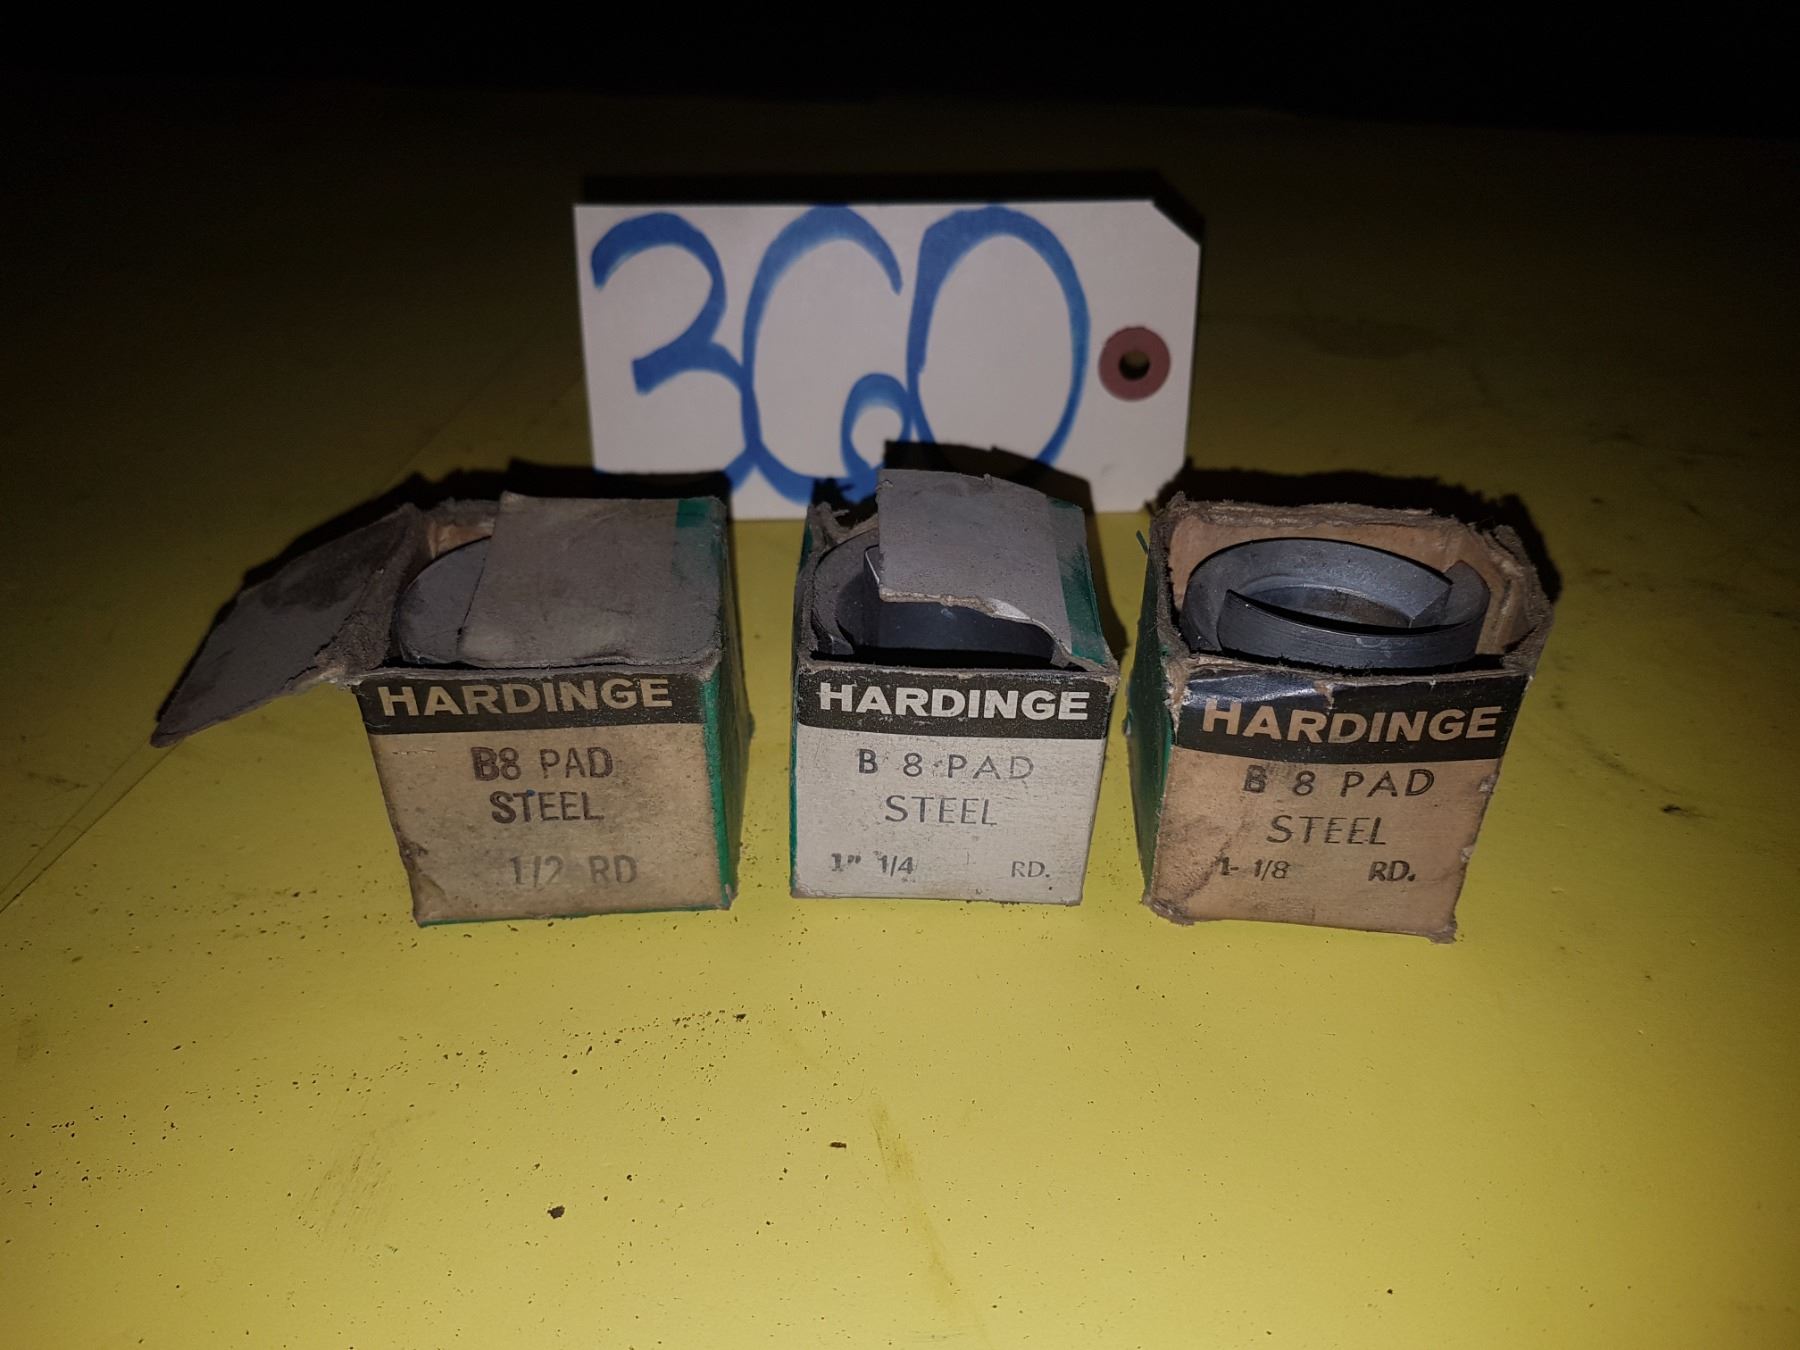 360
HARDINGE
B8 PAD
STEEL
1/2 RD
HARDINGE
B 8 PAD
STEEL
1" 1/4 RD.
HARDINGE
B 8 PAD
STEEL
1- 1/8 RD.